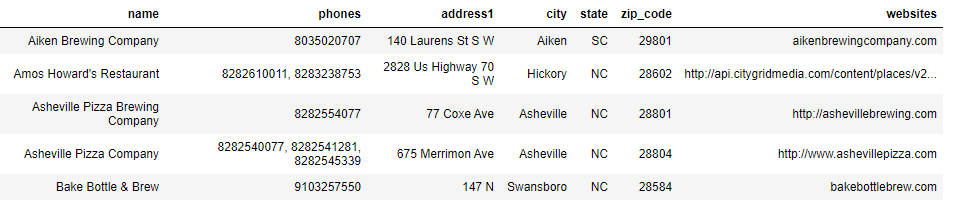 name phones address1 city state zip_code websites
Aiken Brewing Company 8035020707 140 Laurens St S W Aiken SC 29801 aikenbrewingcompany.com
Amos Howard's Restaurant 8282610011, 8283238753 2828 Us Highway 70 S W Hickory NC 28602 http://api.citygridmedia.com/content/places/v2...
Asheville Pizza Brewing Company 8282554077 77 Coxe Ave Asheville NC 28801 http://ashevillebrewing.com
Asheville Pizza Company 8282540077, 8282541281, 8282545339 675 Merrimon Ave Asheville NC 28804 http://www.ashevillepizza.com
Bake Bottle & Brew 9103257550 147 N Swansboro NC 28584 bakebottlebrew.com